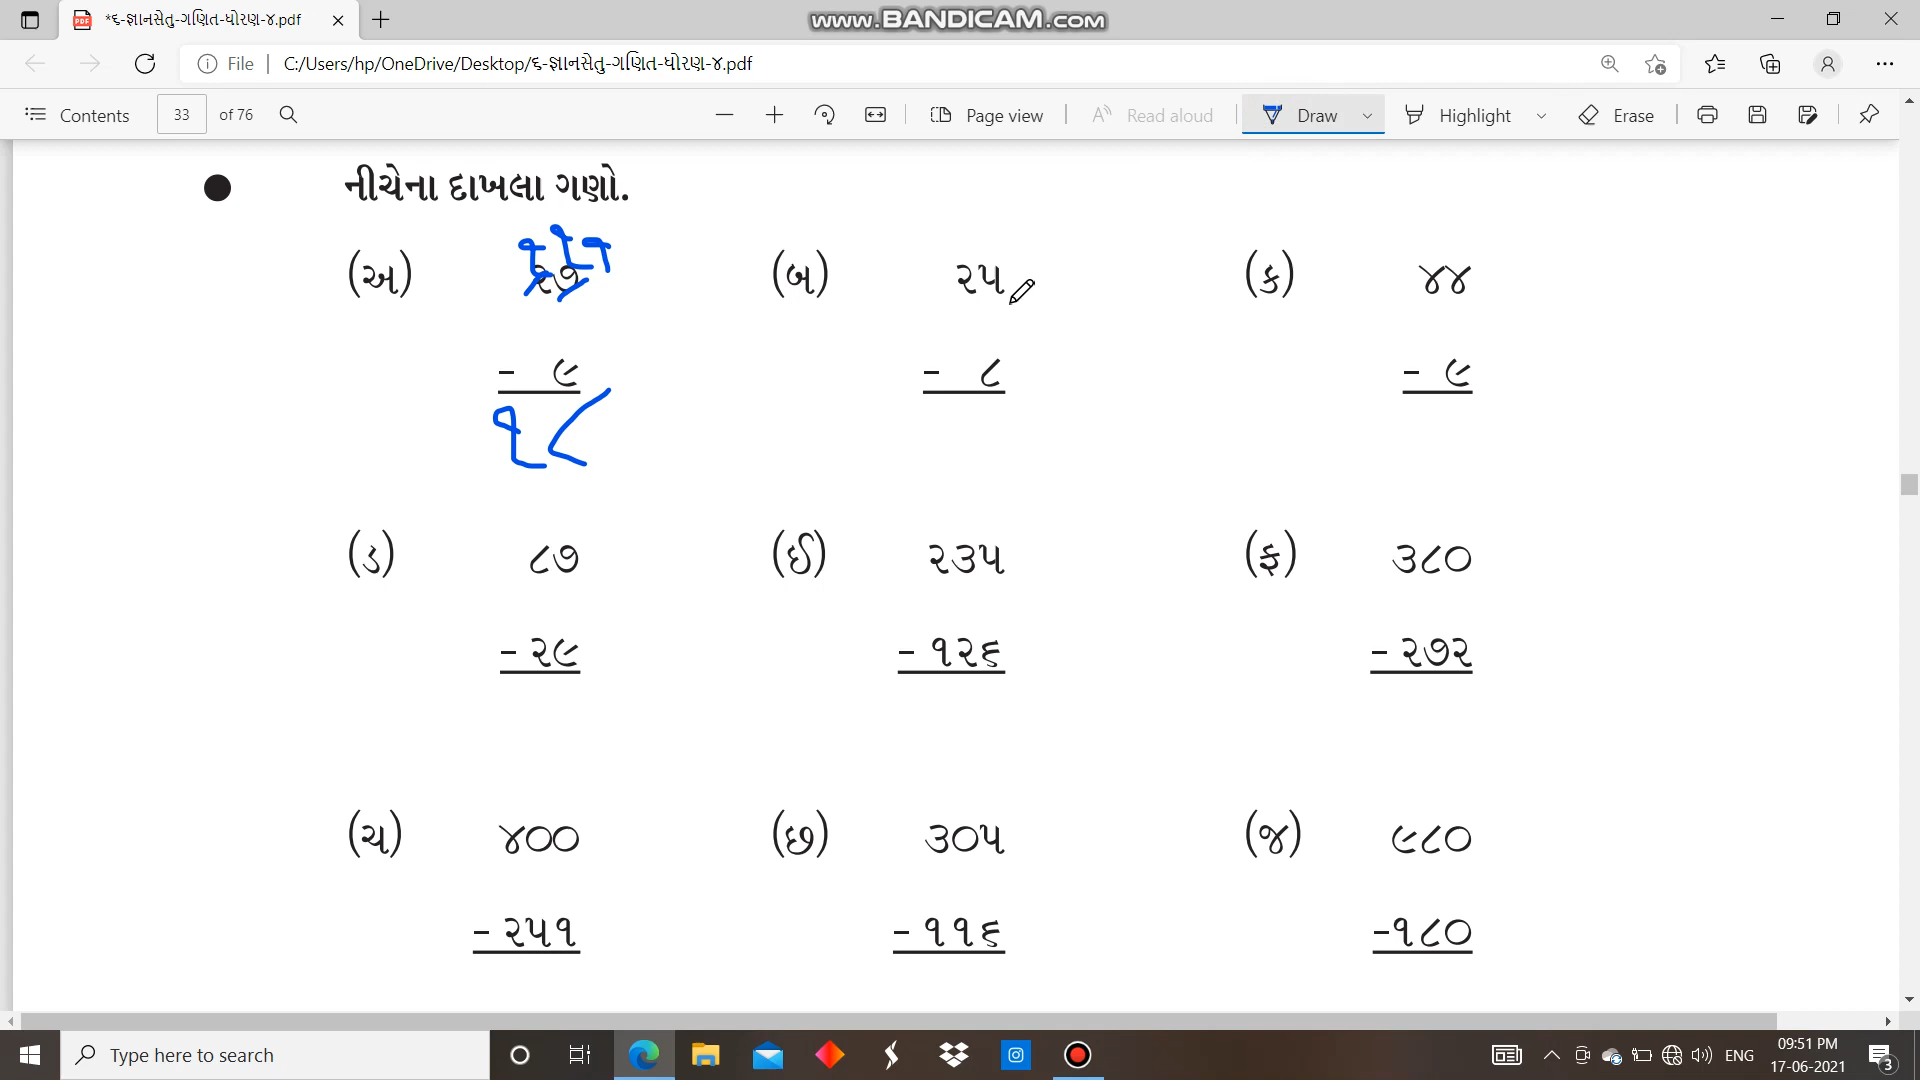 *૬-જ્ઞાનસેતુ-ગણિત-ધોરણ-૪.pdf
www.BANDICAM.com
File C:/Users/hp/OneDrive/Desktop/૬-જ્ઞાનસેતુ-ગણિત-ધોરણ-૪.pdf
Contents 33 of 76 Page view Read aloud Draw Highlight Erase
નીચેના દાખલા ગણો.
(અ) ૨૭ (બ) ૨૫ (ક) ૪૪
- ૯ - ૮ - ૯
૧૮
(ડ) ૮૭ (ઈ) ૨૩૫ (ફ) ૩૮૦
- ૨૯ - ૧૨૬ - ૨૭૨
(ચ) ૪૦૦ (છ) ૩૦૫ (જ) ૯૮૦
- ૨૫૧ - ૧૧૬ -૧૮૦
Type here to search
ENG 09:51 PM
17-06-2021 3